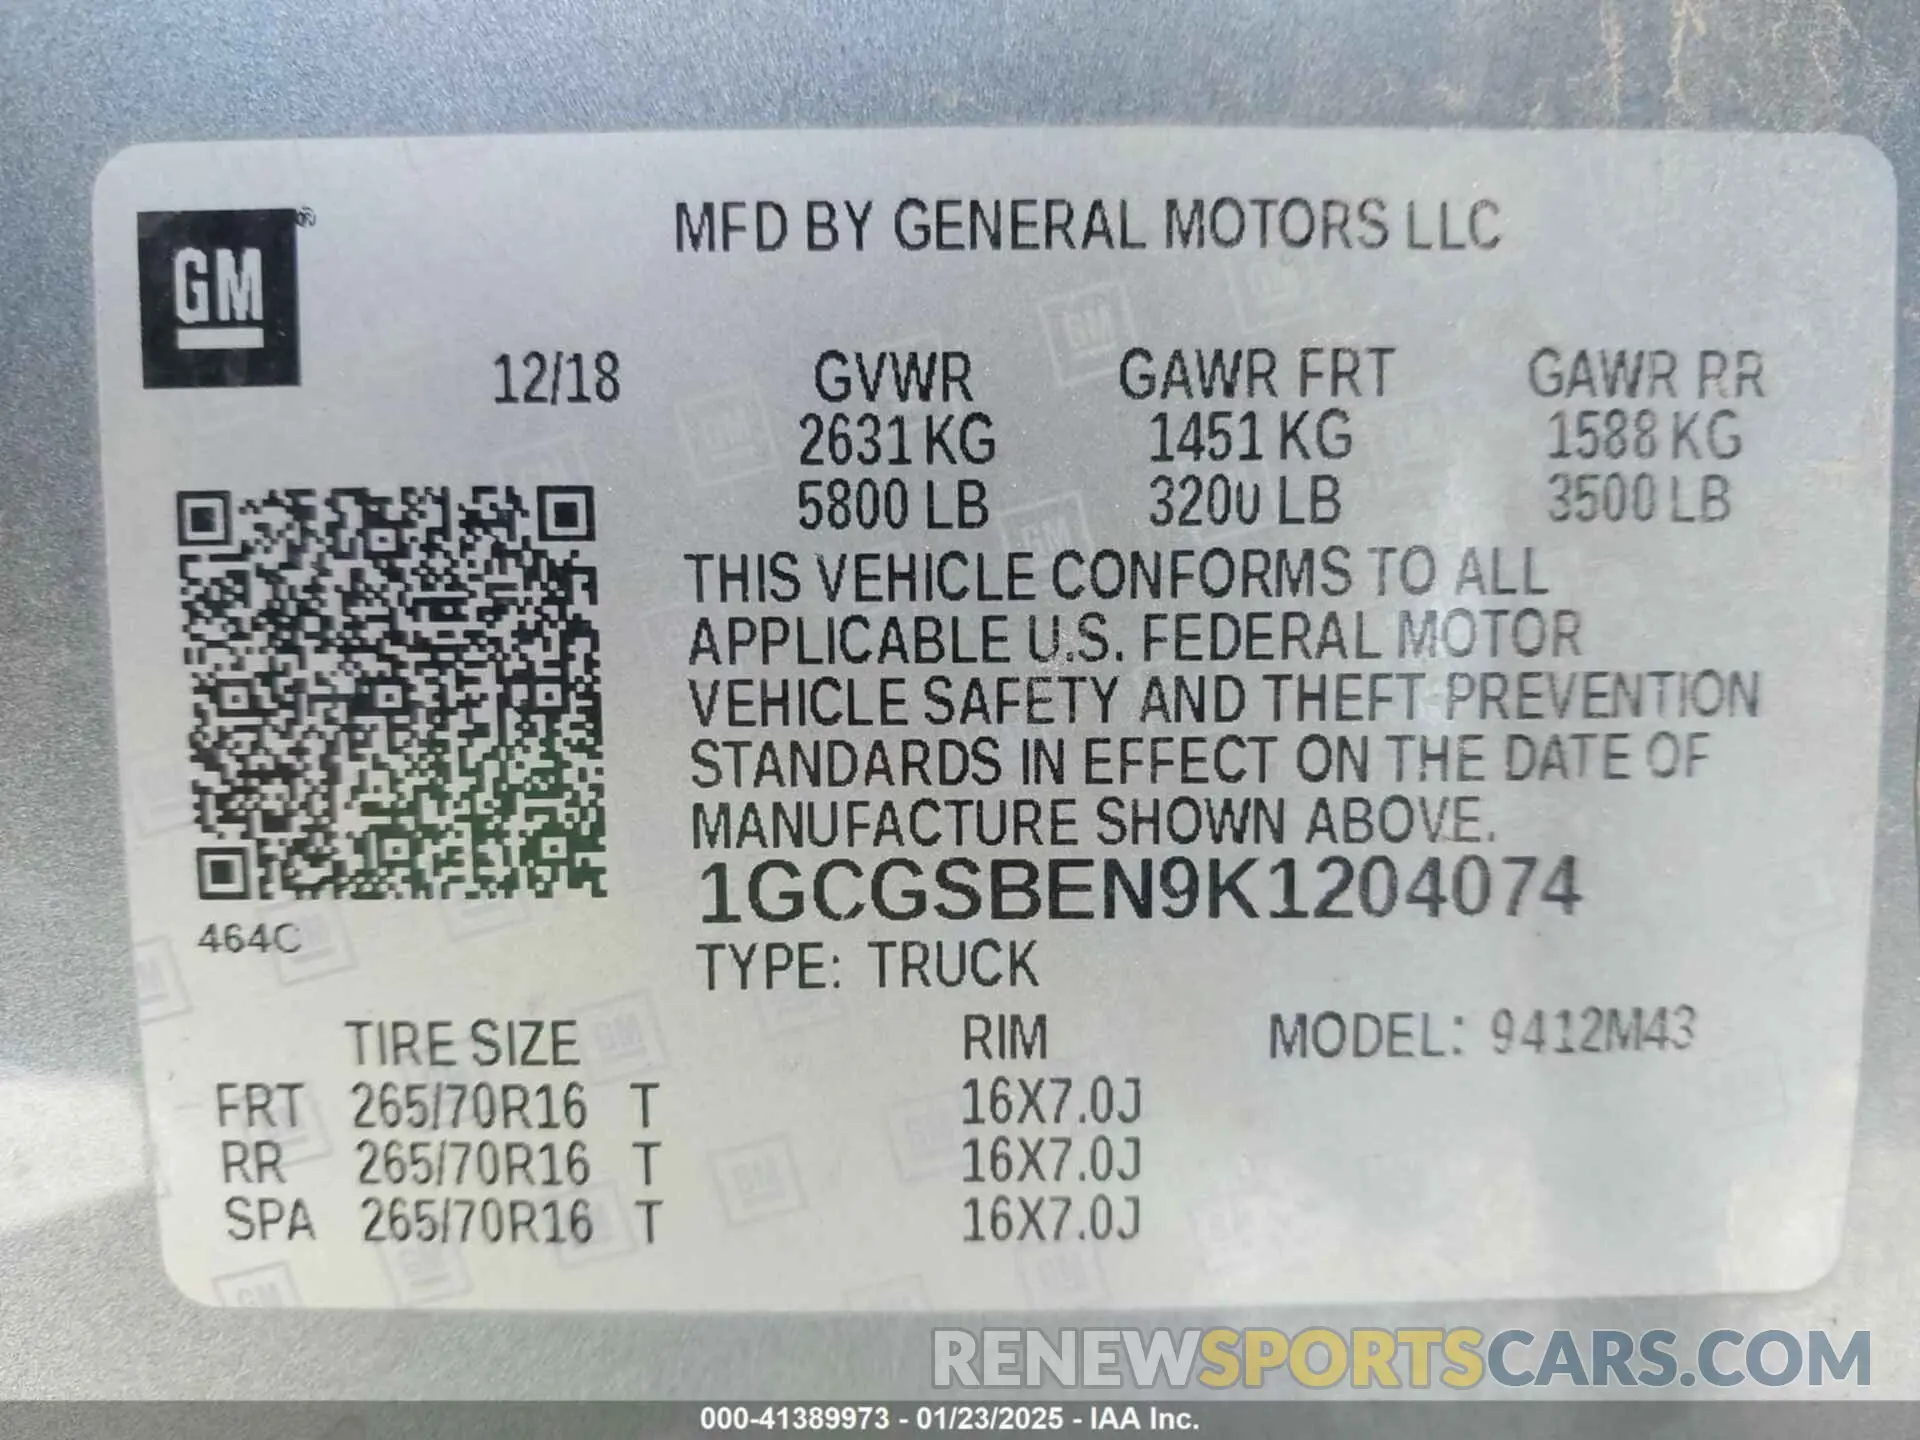 GM ®
MFD BY GENERAL MOTORS LLC
12/18 GVWR GAWR FRT GAWR RR
2631 KG 1451 KG 1588 KG
5800 LB 3200 LB 3500 LB
THIS VEHICLE CONFORMS TO ALL
APPLICABLE U.S. FEDERAL MOTOR
VEHICLE SAFETY AND THEFT PREVENTION
STANDARDS IN EFFECT ON THE DATE OF
MANUFACTURE SHOWN ABOVE.
1GCGSBEN9K1204074
464C
TYPE: TRUCK
TIRE SIZE RIM MODEL: 9412M43
FRT 265/70R16 T 16X7.0J
RR 265/70R16 T 16X7.0J
SPA 265/70R16 T 16X7.0J
RENEWSPORTSCARS.COM
000-41389973 - 01/23/2025 - IAA Inc.